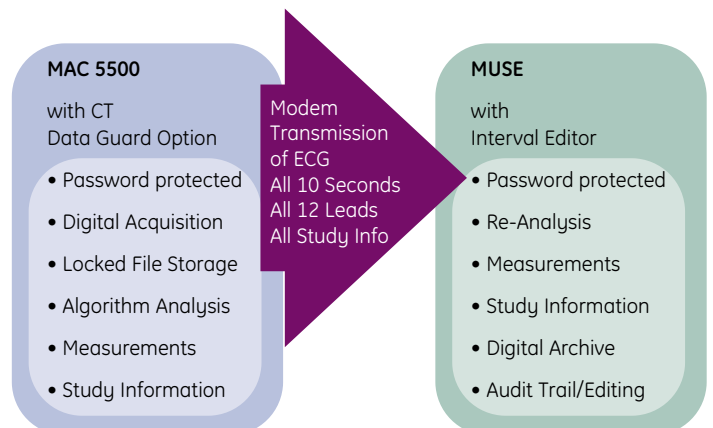 MAC 5500
with CT
Data Guard Option
• Password protected
• Digital Acquisition
• Locked File Storage
• Algorithm Analysis
• Measurements
• Study Information
Modem
Transmission
of ECG
All 10 Seconds
All 12 Leads
All Study Info
MUSE
with
Interval Editor
• Password protected
• Re-Analysis
• Measurements
• Study Information
• Digital Archive
• Audit Trail/Editing